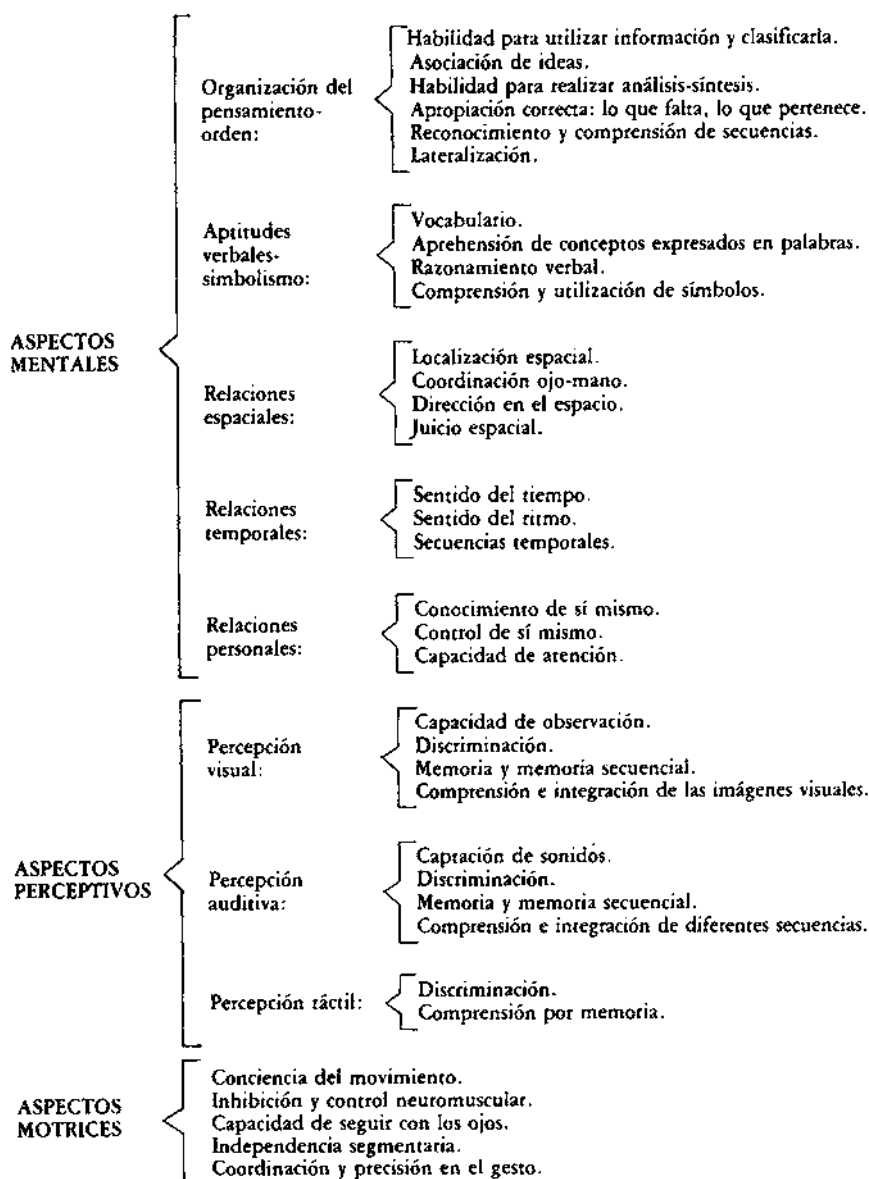 ASPECTOS
MENTALES
Organización del
pensamiento-
orden:
Habilidad para utilizar información y clasificarla.
Asociación de ideas.
Habilidad para realizar análisis-síntesis.
Apropiación correcta: lo que falta, lo que pertenece.
Reconocimiento y comprensión de secuencias.
Lateralización.
Aptitudes
verbales-
simbolismo:
Vocabulario.
Aprehensión de conceptos expresados en palabras.
Razonamiento verbal.
Comprensión y utilización de símbolos.
Relaciones
espaciales:
Localización espacial.
Coordinación ojo-mano.
Dirección en el espacio.
Juicio espacial.
Relaciones
temporales:
Sentido del tiempo.
Sentido del ritmo.
Secuencias temporales.
Relaciones
personales:
Conocimiento de sí mismo.
Control de sí mismo.
Capacidad de atención.
ASPECTOS
PERCEPTIVOS
Percepción
visual:
Capacidad de observación.
Discriminación.
Memoria y memoria secuencial.
Comprensión e integración de las imágenes visuales.
Percepción
auditiva:
Captación de sonidos.
Discriminación.
Memoria y memoria secuencial.
Comprensión e integración de diferentes secuencias.
Percepción táctil:
Discriminación.
Comprensión por memoria.
ASPECTOS
MOTRICES
Conciencia del movimiento.
Inhibición y control neuromuscular.
Capacidad de seguir con los ojos.
Independencia segmentaria.
Coordinación y precisión en el gesto.